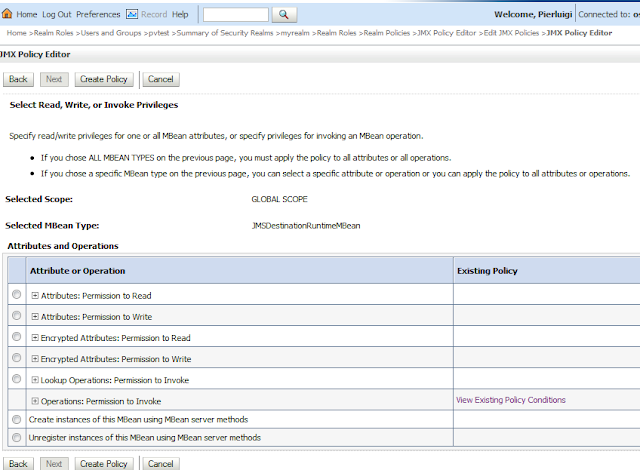 Home Log Out Preferences Record Help Welcome, Pierluigi Connected to:
Home >Realm Roles >Users and Groups >pvtest >Summary of Security Realms >myrealm >Realm Roles >Realm Policies >JMX Policy Editor >Edit JMX Policies >JMX Policy Editor
JMX Policy Editor
Back Next Create Policy Cancel
Select Read, Write, or Invoke Privileges
Specify read/write privileges for one or all MBean attributes, or specify privileges for invoking an MBean operation.
• If you chose ALL MBEAN TYPES on the previous page, you must apply the policy to all attributes or all operations.
• If you chose a specific MBean type on the previous page, you can select a specific attribute or operation or you can apply the policy to all attributes or operations.
Selected Scope: GLOBAL SCOPE
Selected MBean Type: JMSDestinationRuntimeMBean
Attributes and Operations
Attribute or Operation Existing Policy
Attributes: Permission to Read
Attributes: Permission to Write
Encrypted Attributes: Permission to Read
Encrypted Attributes: Permission to Write
Lookup Operations: Permission to Invoke
Operations: Permission to Invoke View Existing Policy Conditions
Create instances of this MBean using MBean server methods
Unregister instances of this MBean using MBean server methods
Back Next Create Policy Cancel